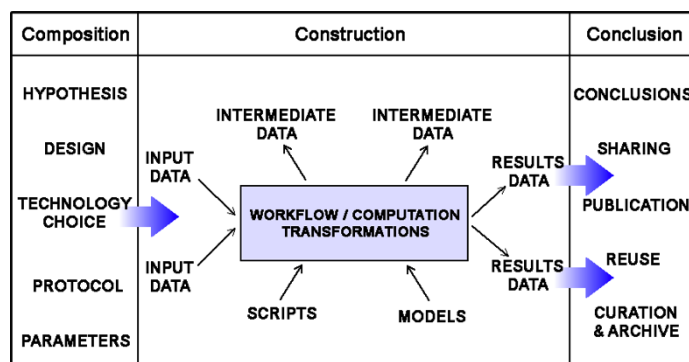 Composition
Construction
Conclusion
HYPOTHESIS
DESIGN
TECHNOLOGY
CHOICE
PROTOCOL
PARAMETERS
INPUT
DATA
INPUT
DATA
INTERMEDIATE
DATA
INTERMEDIATE
DATA
WORKFLOW / COMPUTATION
TRANSFORMATIONS
SCRIPTS
MODELS
RESULTS
DATA
RESULTS
DATA
CONCLUSIONS
SHARING
PUBLICATION
REUSE
CURATION
& ARCHIVE